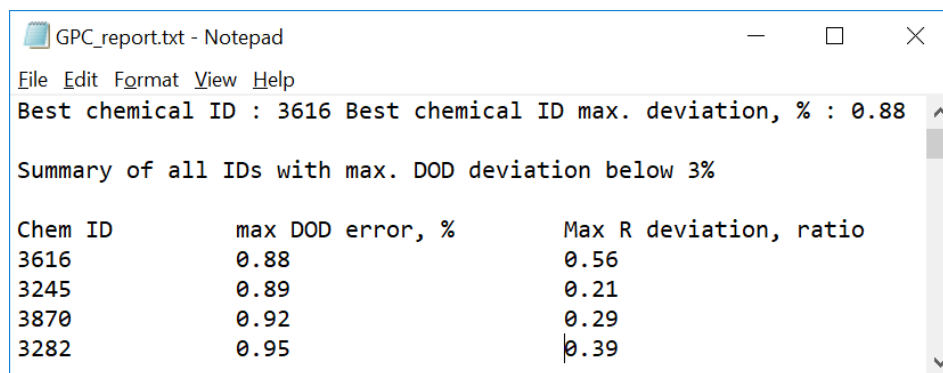 GPC_report.txt - Notepad
File Edit Format View Help
Best chemical ID : 3616 Best chemical ID max. deviation, % : 0.88
Summary of all IDs with max. DOD deviation below 3%
Chem ID max DOD error, % Max R deviation, ratio
3616 0.88 0.56
3245 0.89 0.21
3870 0.92 0.29
3282 0.95 0.39